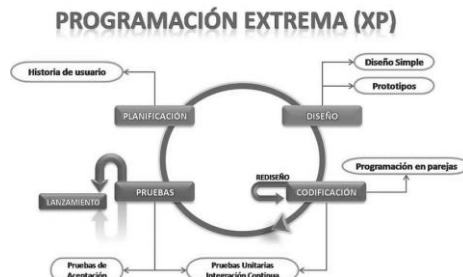 PROGRAMACIÓN EXTREMA (XP)
Historia de usuario
Diseño Simple
Prototipos
PLANIFICACIÓN
DISEÑO
Programación en parejas
REDISEÑO
LANZAMIENTO
PRUEBAS
CODIFICACIÓN
Pruebas de
Aceptación
Pruebas Unitarias
Integración Continua